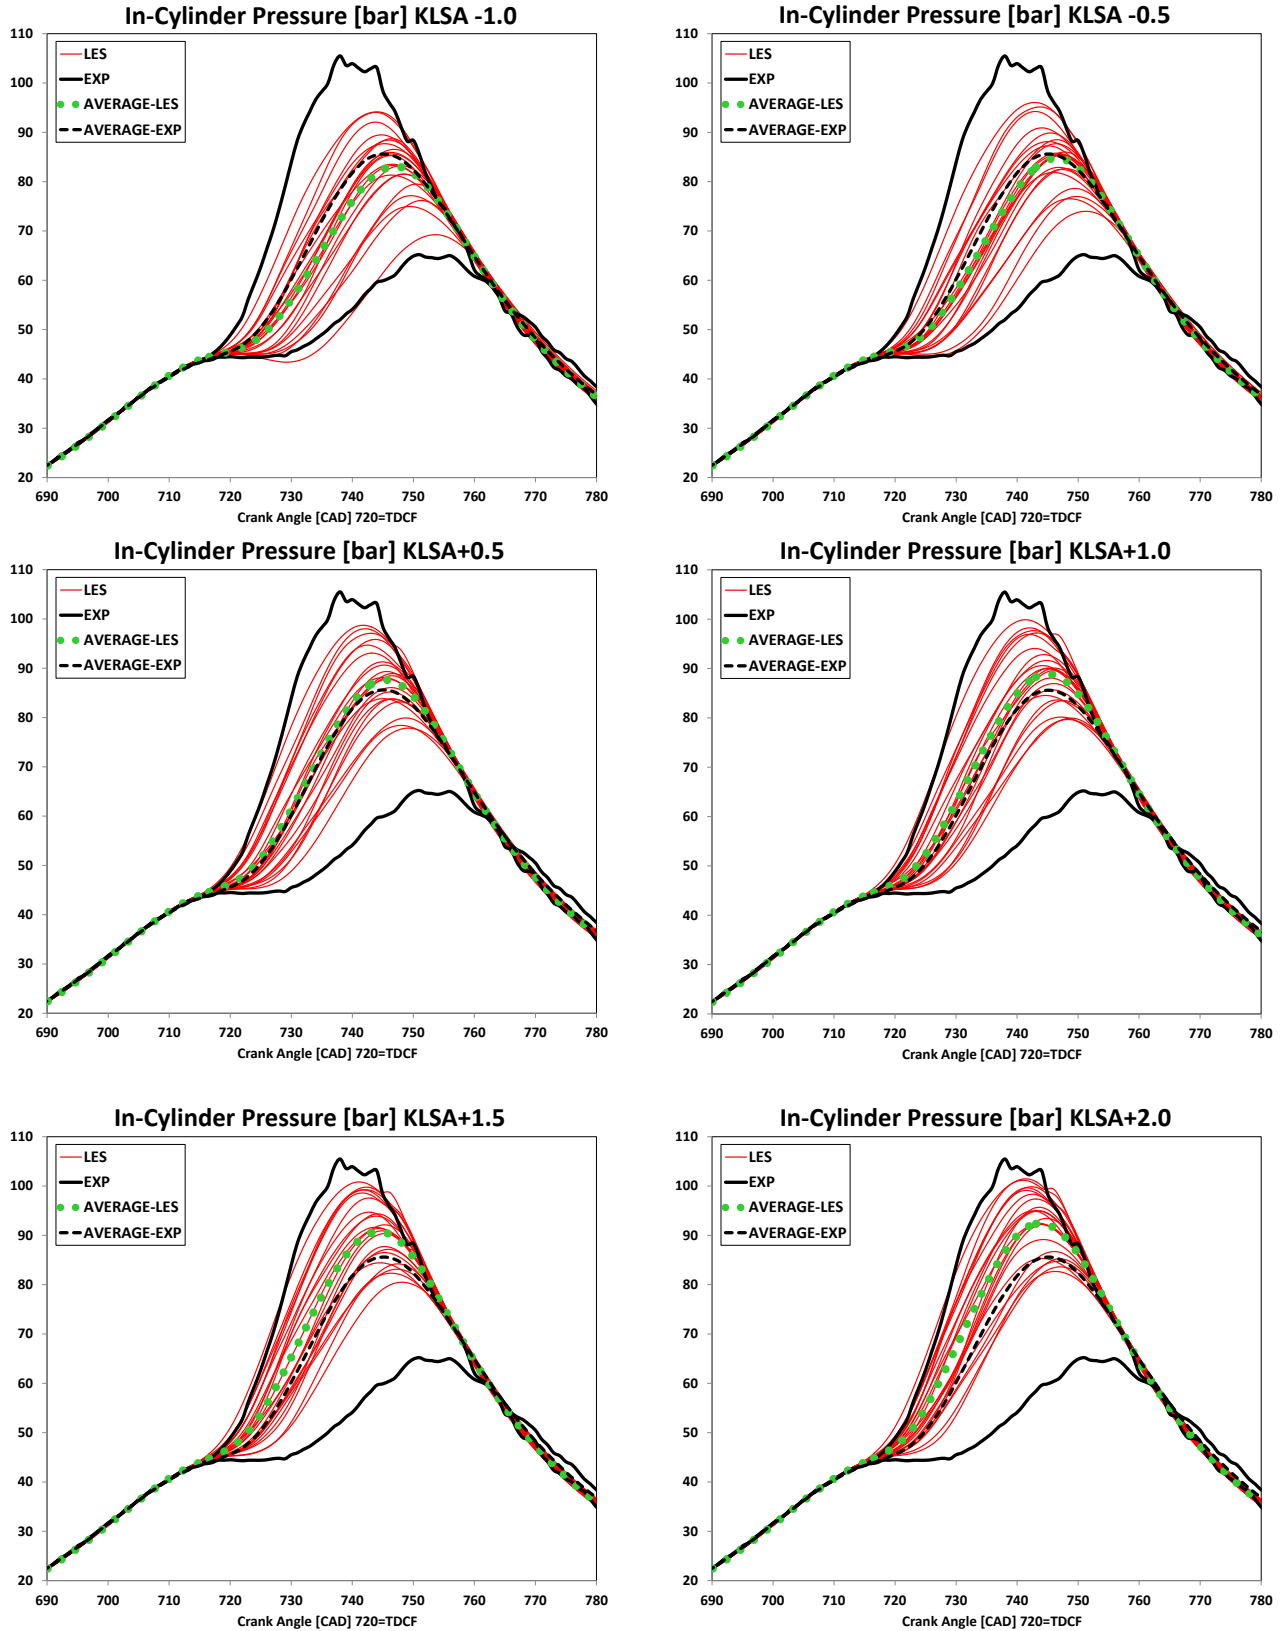 In-Cylinder Pressure [bar] KLSA -1.0
110
100
90
80
70
60
50
40
30
20
LES
EXP
AVERAGE-LES
AVERAGE-EXP
690 700 710 720 730 740 750 760 770 780
Crank Angle [CAD] 720=TDCF
In-Cylinder Pressure [bar] KLSA -0.5
110
100
90
80
70
60
50
40
30
20
LES
EXP
AVERAGE-LES
AVERAGE-EXP
690 700 710 720 730 740 750 760 770 780
Crank Angle [CAD] 720=TDCF
In-Cylinder Pressure [bar] KLSA+0.5
110
100
90
80
70
60
50
40
30
20
LES
EXP
AVERAGE-LES
AVERAGE-EXP
690 700 710 720 730 740 750 760 770 780
Crank Angle [CAD] 720=TDCF
In-Cylinder Pressure [bar] KLSA+1.0
110
100
90
80
70
60
50
40
30
20
LES
EXP
AVERAGE-LES
AVERAGE-EXP
690 700 710 720 730 740 750 760 770 780
Crank Angle [CAD] 720=TDCF
In-Cylinder Pressure [bar] KLSA+1.5
110
100
90
80
70
60
50
40
30
20
LES
EXP
AVERAGE-LES
AVERAGE-EXP
690 700 710 720 730 740 750 760 770 780
Crank Angle [CAD] 720=TDCF
In-Cylinder Pressure [bar] KLSA+2.0
110
100
90
80
70
60
50
40
30
20
LES
EXP
AVERAGE-LES
AVERAGE-EXP
690 700 710 720 730 740 750 760 770 780
Crank Angle [CAD] 720=TDCF